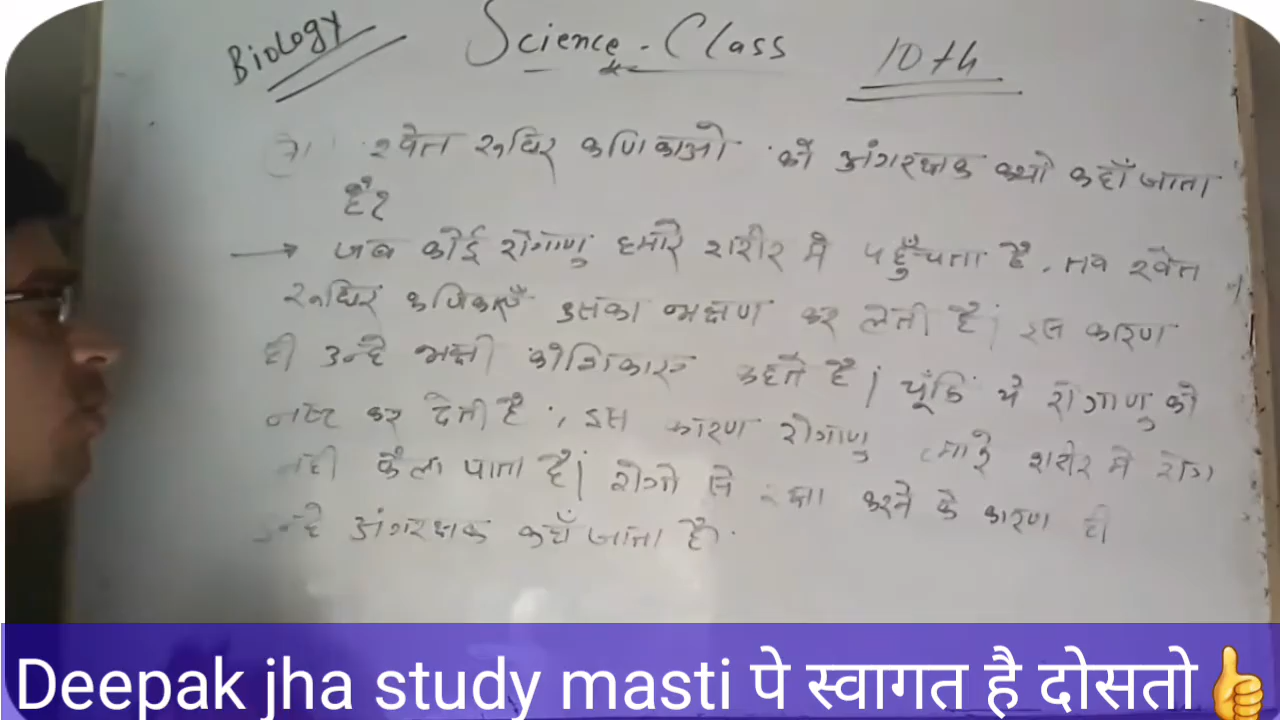 Biology
Science - Class 10th
श्वेत रूधिर कणिकाओ को अंगरक्षक क्यो कहाँ जाता
है?
→ जब कोई रोगाणु हमारे शरीर मे पहुँचता है, तब श्वेत
रूधिर कणिकाएँ इसका भक्षण कर लेती है। इस कारण
ही उन्हे भक्षी कोशिकाएं कहते है। चूँकि ये रोगाणु को
नष्ट कर देती है, इस कारण रोगाणु हमारे शरीर मे रोग
नही फैला पाता है। रोगो से रक्षा करने के कारण ही
उन्हे अंगरक्षक कहाँ जाता है।
Deepak jha study masti पे स्वागत है दोसतो👍